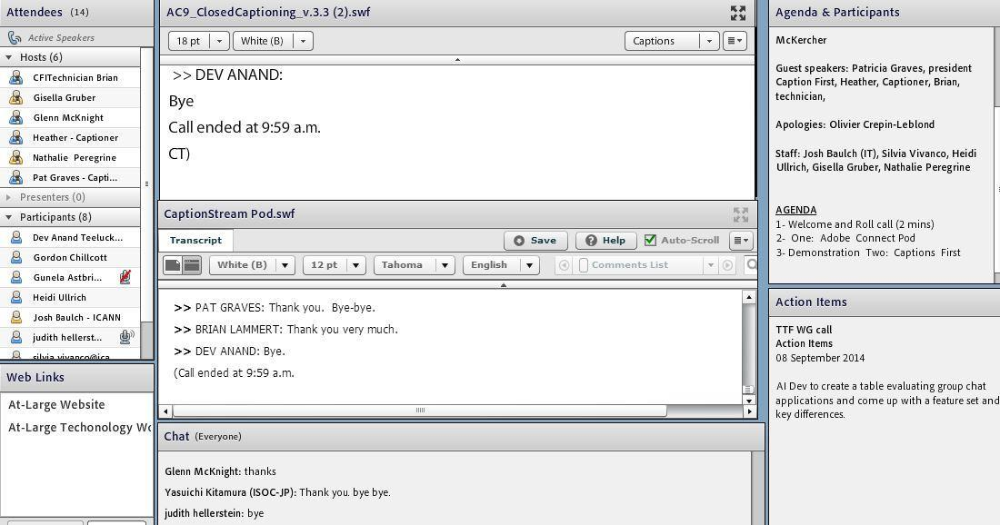 Attendees (14)
Active Speakers
Hosts (6)
CFITechnician Brian
Gisella Gruber
Glenn McKnight
Heather - Captioner
Nathalie Peregrine
Pat Graves - Capti...
Presenters (0)
Participants (8)
Dev Anand Teeluck...
Gordon Chillcott
Gunela Astbri...
Heidi Ullrich
Josh Baulch - ICANN
judith hellerst...
silvia.vivanco@ica
Web Links
At-Large Website
At-Large Techonology Wo
AC9_ClosedCaptioning_v.3.3 (2).swf
18 pt White (B) Captions
>> DEV ANAND:
Bye
Call ended at 9:59 a.m.
CT)
CaptionStream Pod.swf
Transcript Save Help Auto-Scroll
White (B) 12 pt Tahoma English Comments List
>> PAT GRAVES: Thank you. Bye-bye.
>> BRIAN LAMMERT: Thank you very much.
>> DEV ANAND: Bye.
(Call ended at 9:59 a.m.
Chat (Everyone)
Glenn McKnight: thanks
Yasuichi Kitamura (ISOC-JP): Thank you. bye bye.
judith hellerstein: bye
Agenda & Participants
McKercher
Guest speakers: Patricia Graves, president
Caption First, Heather, Captioner, Brian,
technician,
Apologies: Olivier Crepin-Leblond
Staff: Josh Baulch (IT), Silvia Vivanco, Heidi
Ullrich, Gisella Gruber, Nathalie Peregrine
AGENDA
1- Welcome and Roll call (2 mins)
2- One: Adobe Connect Pod
3- Demonstration Two: Captions First
Action Items
TTF WG call
Action Items
08 September 2014
AI Dev to create a table evaluating group chat
applications and come up with a feature set and
key differences.